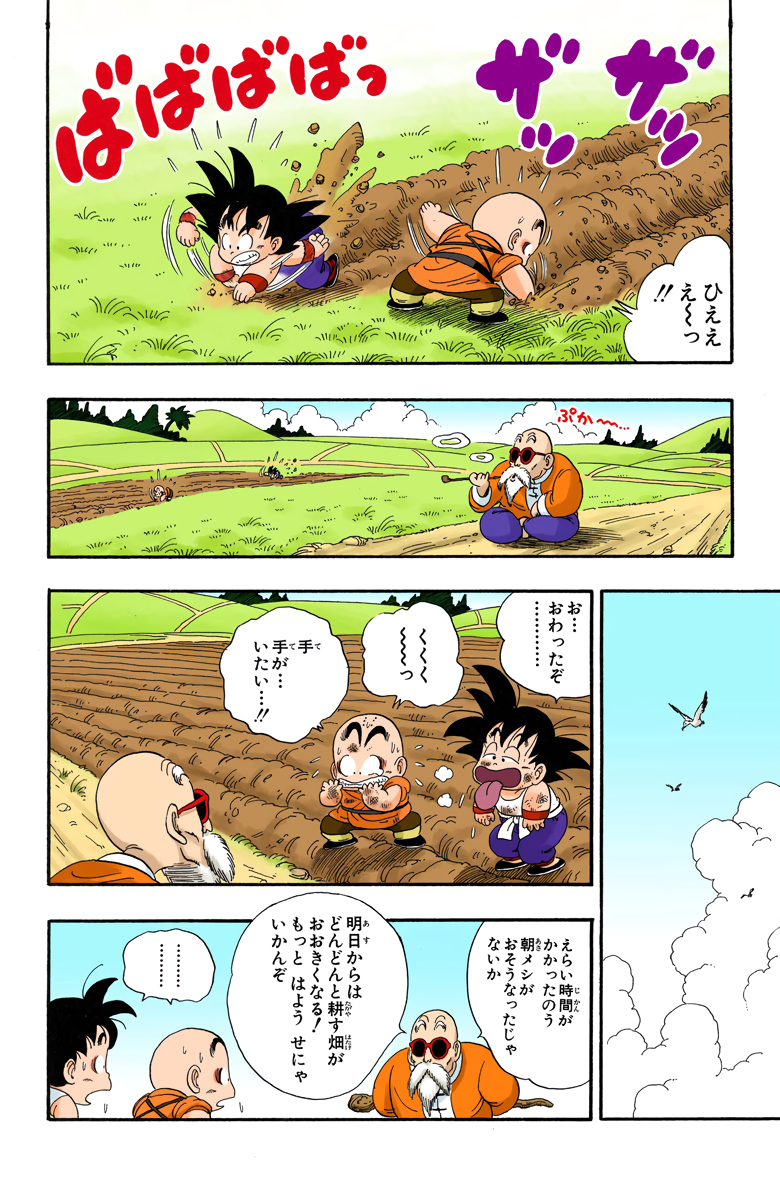 ザッ
ザッ
ばばばばっ
ひええ
え〜っ
!!
ぷか〜…
お…
おわったぞ
…………
くくく
〜〜〜っ
手が…
いたい…!!
えらい時間が
かかったのう
朝メシが
おそうなったじゃ
ないか
明日からは
どんどんと耕す畑が
おおきくなる！
もっと はよう せにゃ
いかんぞ
……
……